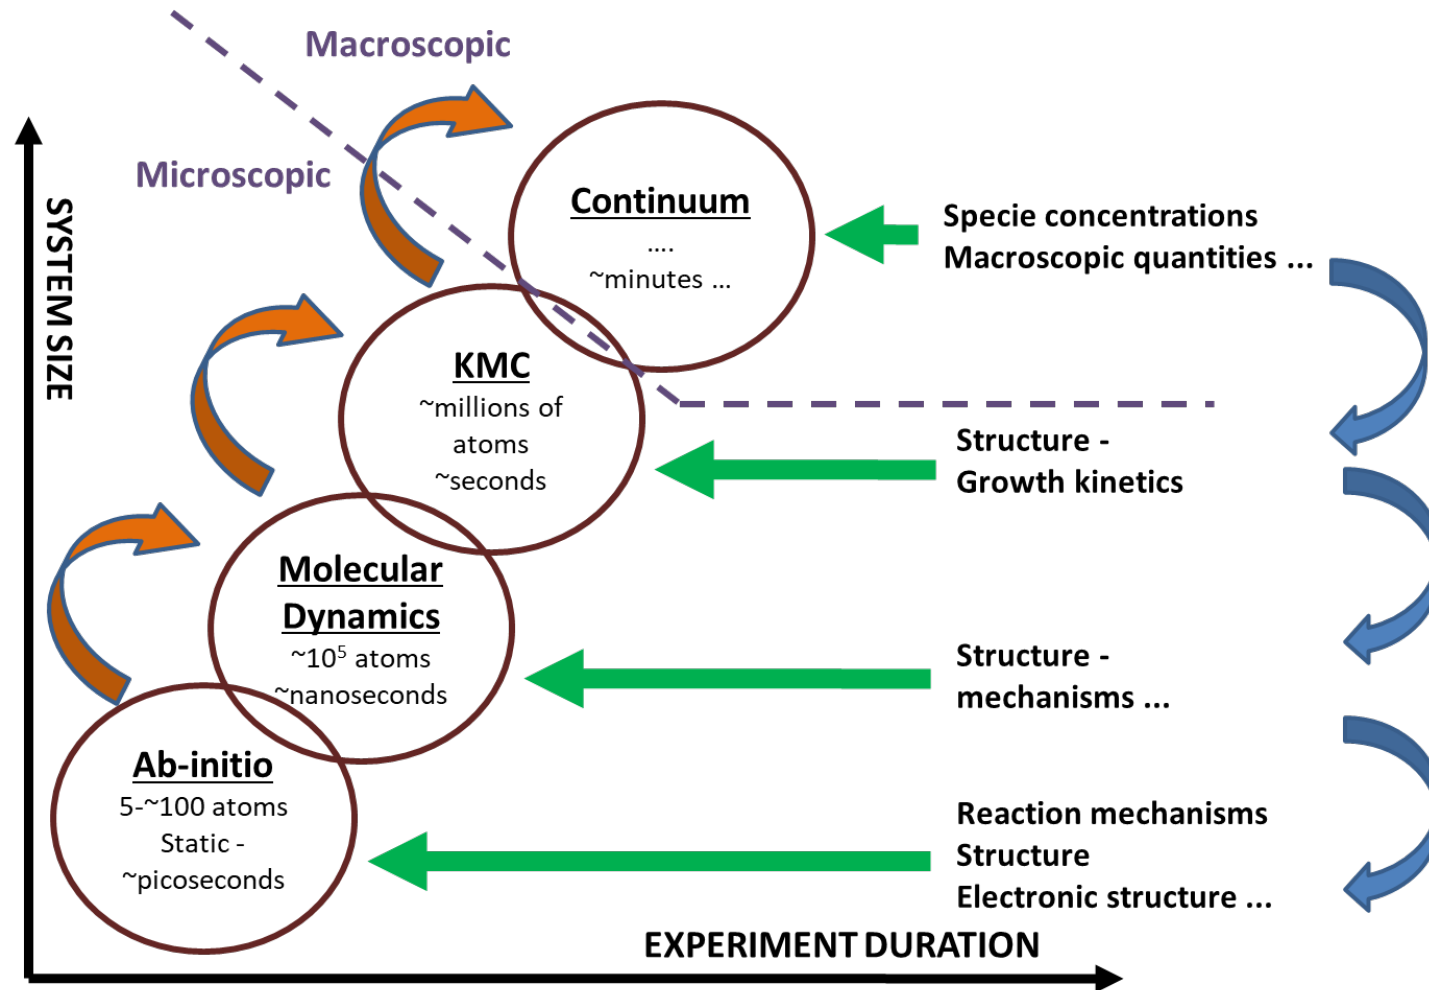 Macroscopic
Microscopic
SYSTEM SIZE
Continuum
....
~minutes ...
Specie concentrations
Macroscopic quantities ...
KMC
~millions of
atoms
~seconds
Structure -
Growth kinetics
Molecular
Dynamics
~10⁵ atoms
~nanoseconds
Structure -
mechanisms ...
Ab-initio
5-~100 atoms
Static -
~picoseconds
Reaction mechanisms
Structure
Electronic structure ...
EXPERIMENT DURATION